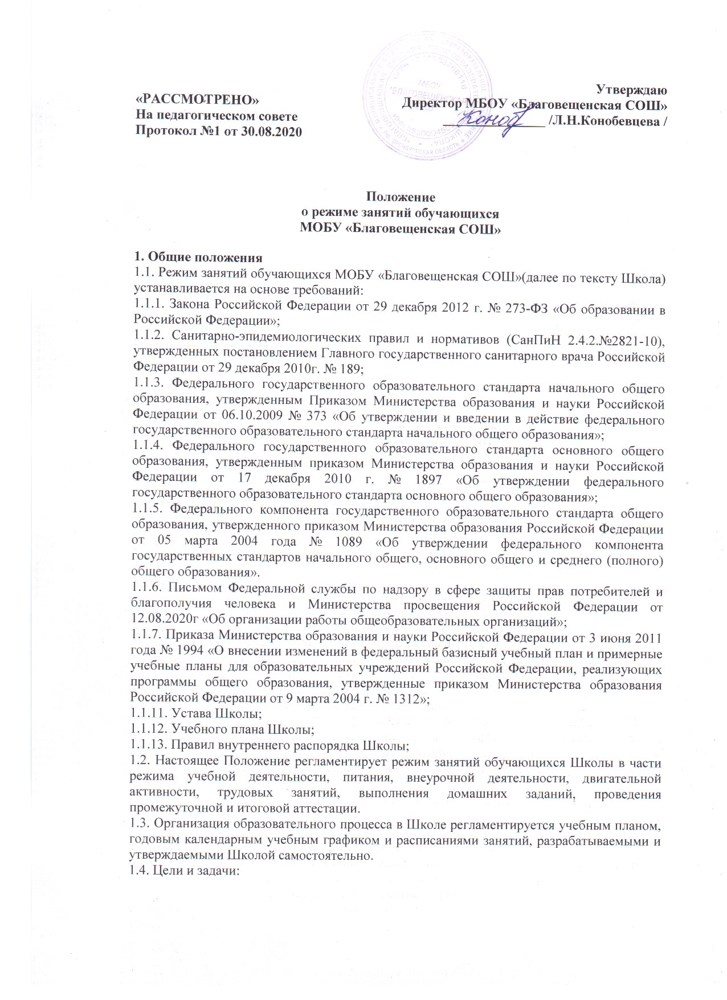 «РАССМОТРЕНО»
На педагогическом совете
Протокол №1 от 30.08.2020
Утверждаю
Директор МБОУ «Благовещенская СОШ»
/Л.Н.Конобевцева /
МБОУ
"БЛАГОВЕЩЕНСКАЯ
ОРЕНБУРГСКАЯ ОБЛАСТЬ
Положение
о режиме занятий обучающихся
МОБУ «Благовещенская СОШ»
1. Общие положения
1.1. Режим занятий обучающихся МОБУ «Благовещенская СОШ»(далее по тексту Школа)
устанавливается на основе требований:
1.1.1. Закона Российской Федерации от 29 декабря 2012 г. № 273-ФЗ «Об образовании в
Российской Федерации»;
1.1.2. Санитарно-эпидемиологических правил и нормативов (СанПиН 2.4.2.№2821-10),
утвержденных постановлением Главного государственного санитарного врача Российской
Федерации от 29 декабря 2010г. № 189;
1.1.3. Федерального государственного образовательного стандарта начального общего
образования, утвержденным Приказом Министерства образования и науки Российской
Федерации от 06.10.2009 № 373 «Об утверждении и введении в действие федерального
государственного образовательного стандарта начального общего образования»;
1.1.4. Федерального государственного образовательного стандарта основного общего
образования, утвержденным приказом Министерства образования и науки Российской
Федерации от 17 декабря 2010 г. № 1897 «Об утверждении федерального
государственного образовательного стандарта основного общего образования»;
1.1.5. Федерального компонента государственного образовательного стандарта общего
образования, утвержденного приказом Министерства образования Российской Федерации
от 05 марта 2004 года № 1089 «Об утверждении федерального компонента
государственных стандартов начального общего, основного общего и среднего (полного)
общего образования».
1.1.6. Письмом Федеральной службы по надзору в сфере защиты прав потребителей и
благополучия человека и Министерства просвещения Российской Федерации от
12.08.2020г «Об организации работы общеобразовательных организаций»;
1.1.7. Приказа Министерства образования и науки Российской Федерации от 3 июня 2011
года № 1994 «О внесении изменений в федеральный базисный учебный план и примерные
учебные планы для образовательных учреждений Российской Федерации, реализующих
программы общего образования, утвержденные приказом Министерства образования
Российской Федерации от 9 марта 2004 г. № 1312»;
1.1.11. Устава Школы;
1.1.12. Учебного плана Школы;
1.1.13. Правил внутреннего распорядка Школы;
1.2. Настоящее Положение регламентирует режим занятий обучающихся Школы в части
режима учебной деятельности, питания, внеурочной деятельности, двигательной
активности, трудовых занятий, выполнения домашних заданий, проведения
промежуточной и итоговой аттестации.
1.3. Организация образовательного процесса в Школе регламентируется учебным планом,
годовым календарным учебным графиком и расписаниями занятий, разрабатываемыми и
утверждаемыми Школой самостоятельно.
1.4. Цели и задачи: